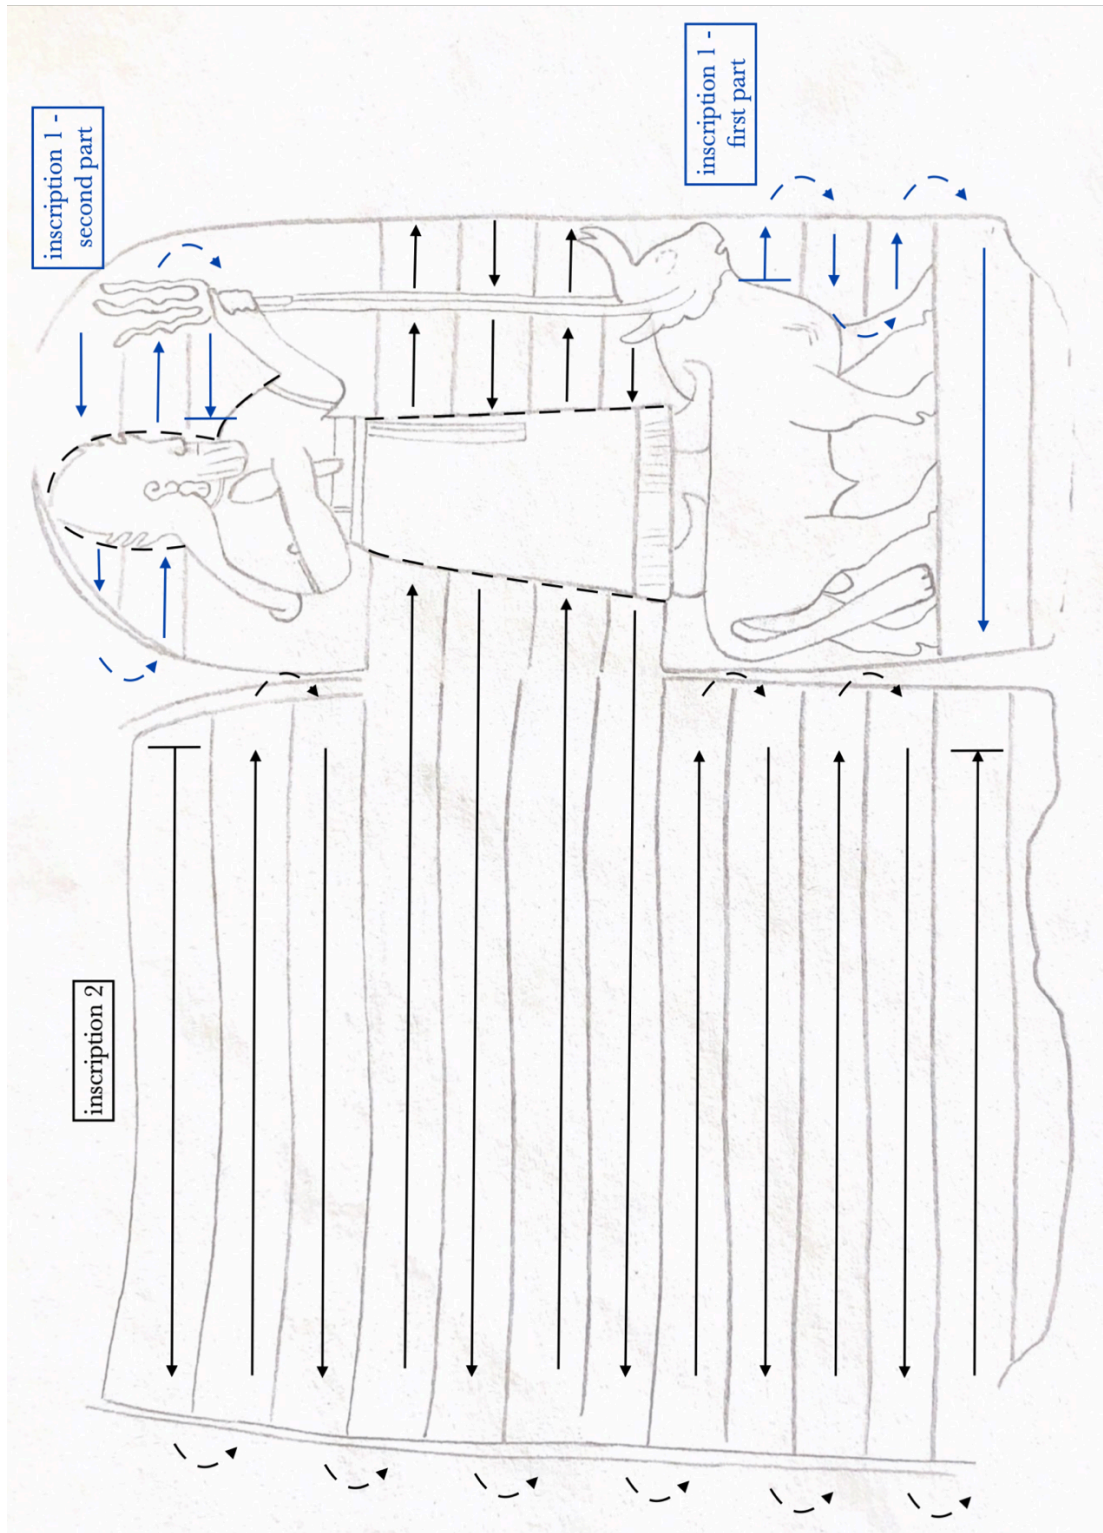 inscription 1 -
second part
inscription 1 -
first part
inscription 2